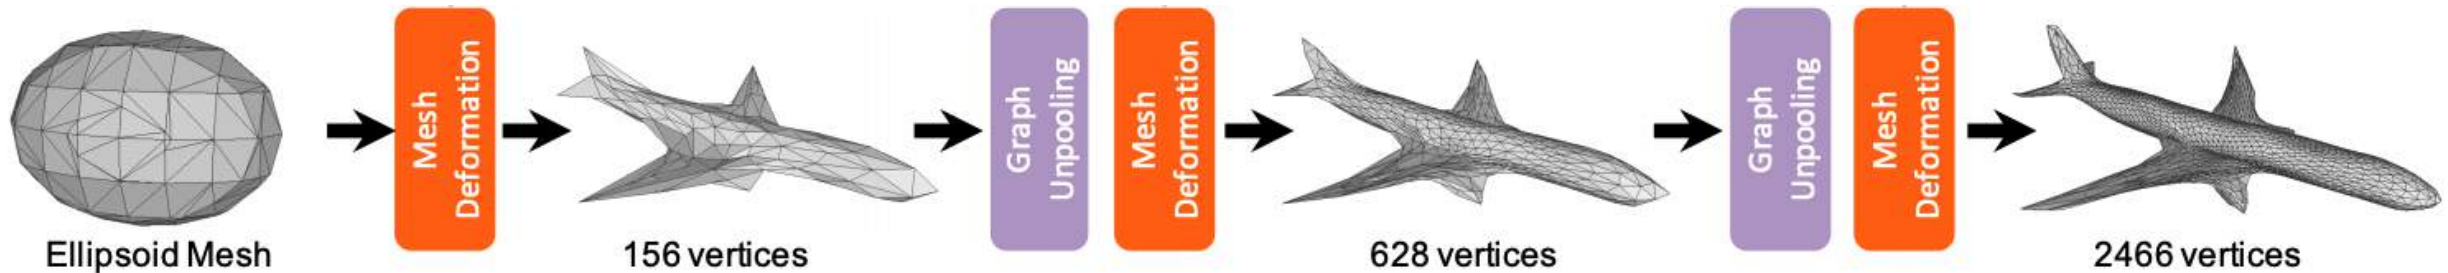 Mesh
Deformation
Graph
Unpooling
Mesh
Deformation
Graph
Unpooling
Mesh
Deformation
Ellipsoid Mesh
156 vertices
628 vertices
2466 vertices